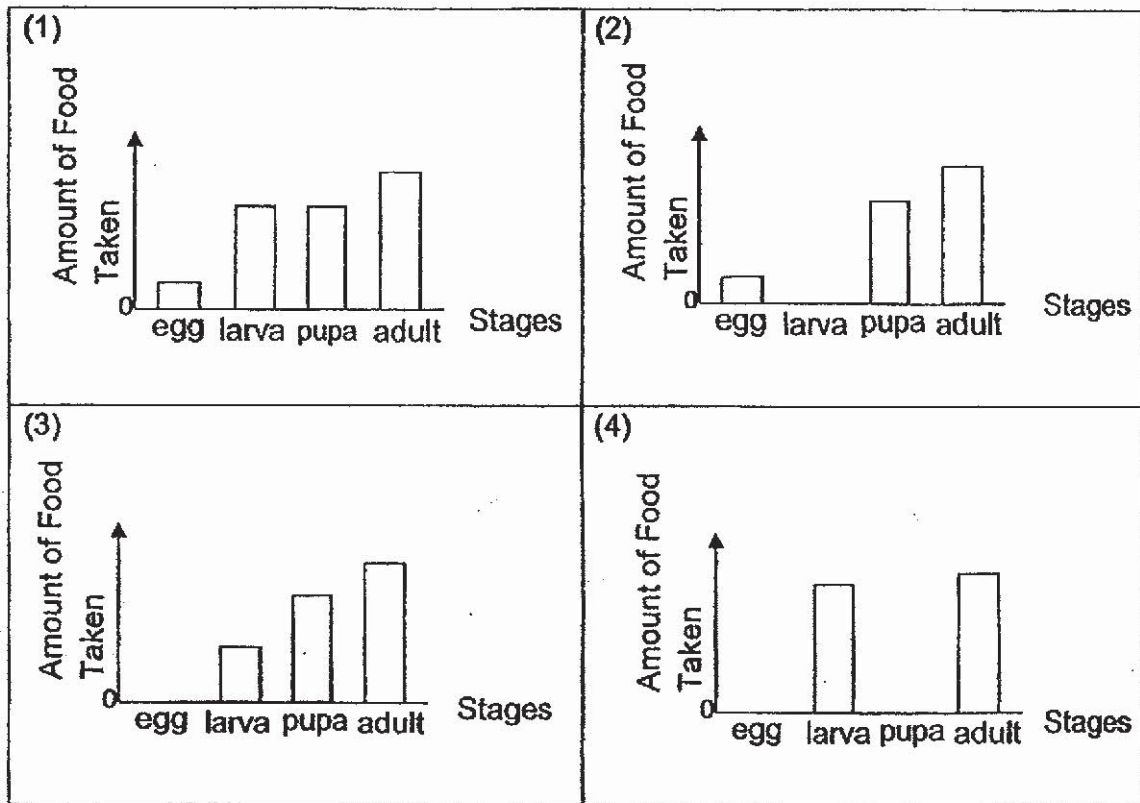 (1)
Amount of Food
Taken
0
egg larva pupa adult Stages
(2)
Amount of Food
Taken
0
egg larva pupa adult Stages
(3)
Amount of Food
Taken
0
egg larva pupa adult Stages
(4)
Amount of Food
Taken
0
egg larva pupa adult Stages